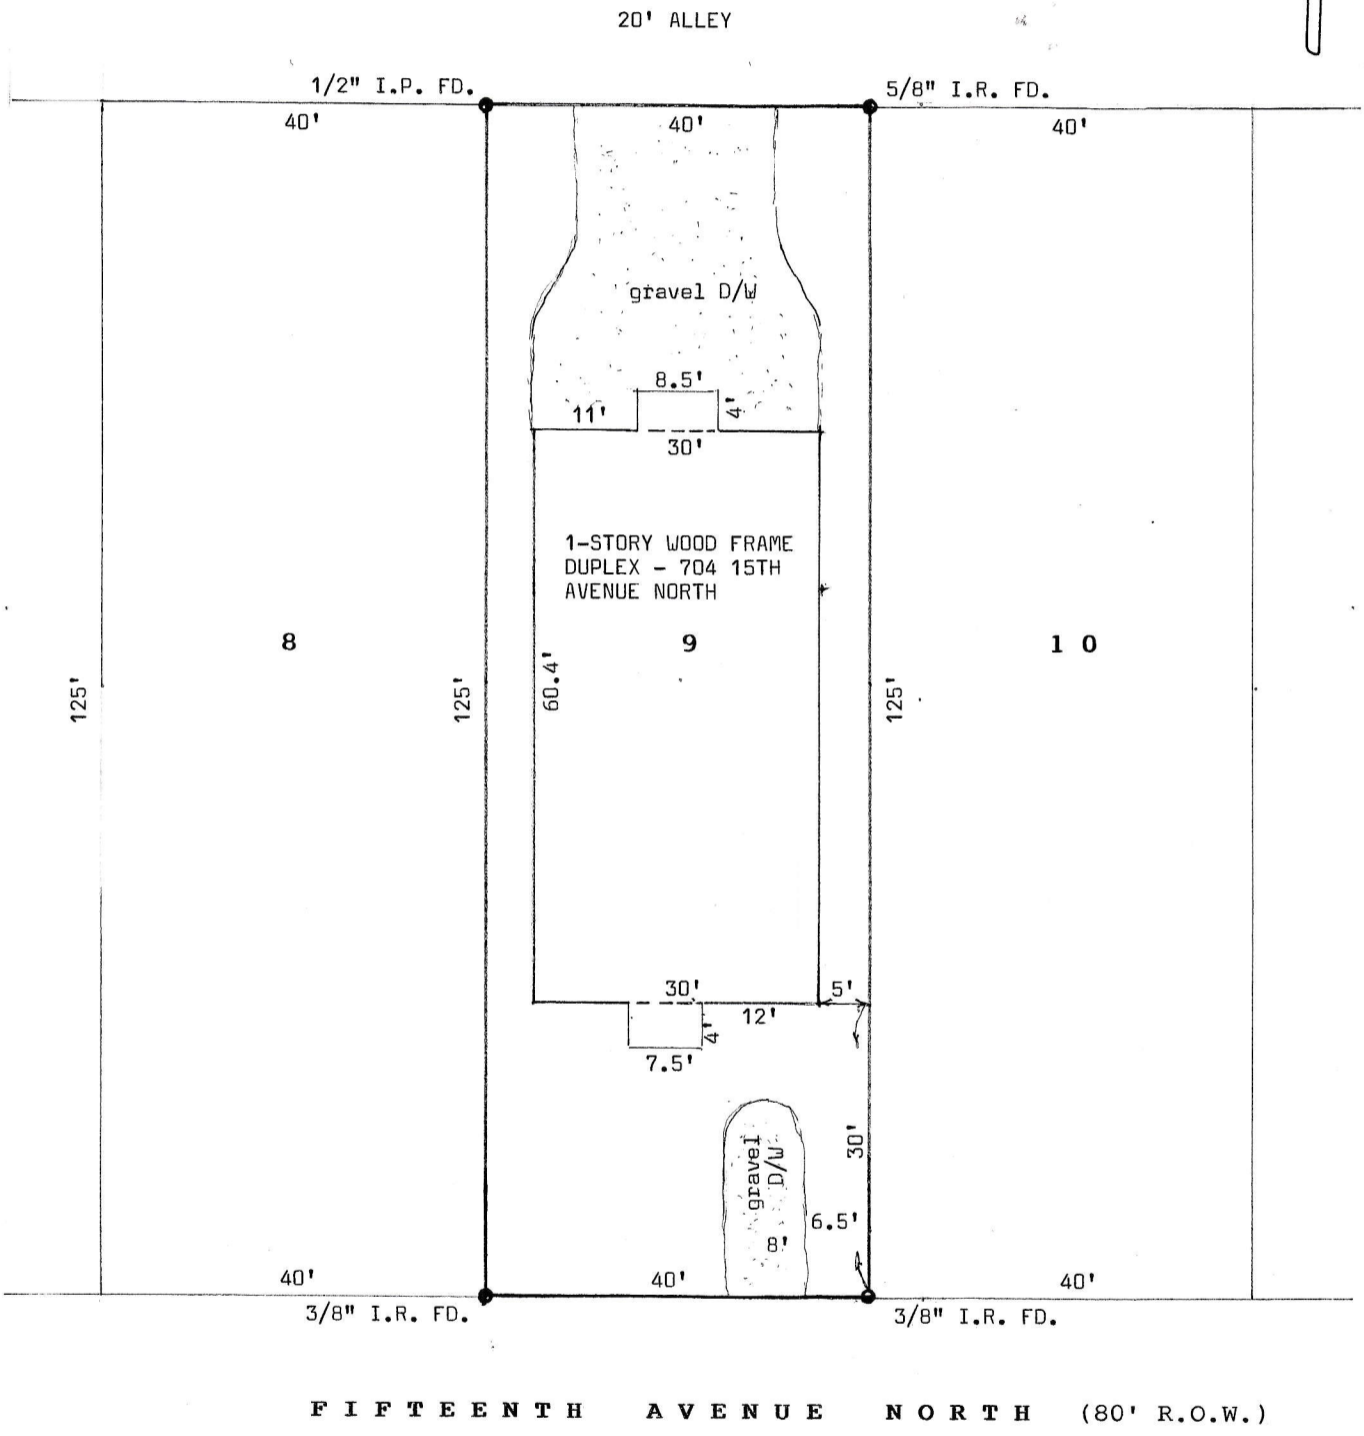 20' ALLEY
1/2" I.P. FD.
5/8" I.R. FD.
40'
40'
40'
gravel D/W
8.5'
11'
4'
30'
1-STORY WOOD FRAME
DUPLEX - 704 15TH
AVENUE NORTH
8
9
10
125'
125'
60.4'
125'
30'
5'
12'
4'
7.5'
gravel
D/W
30'
6.5'
8'
40'
40'
40'
3/8" I.R. FD.
3/8" I.R. FD.
FIFTEENTH AVENUE NORTH (80' R.O.W.)